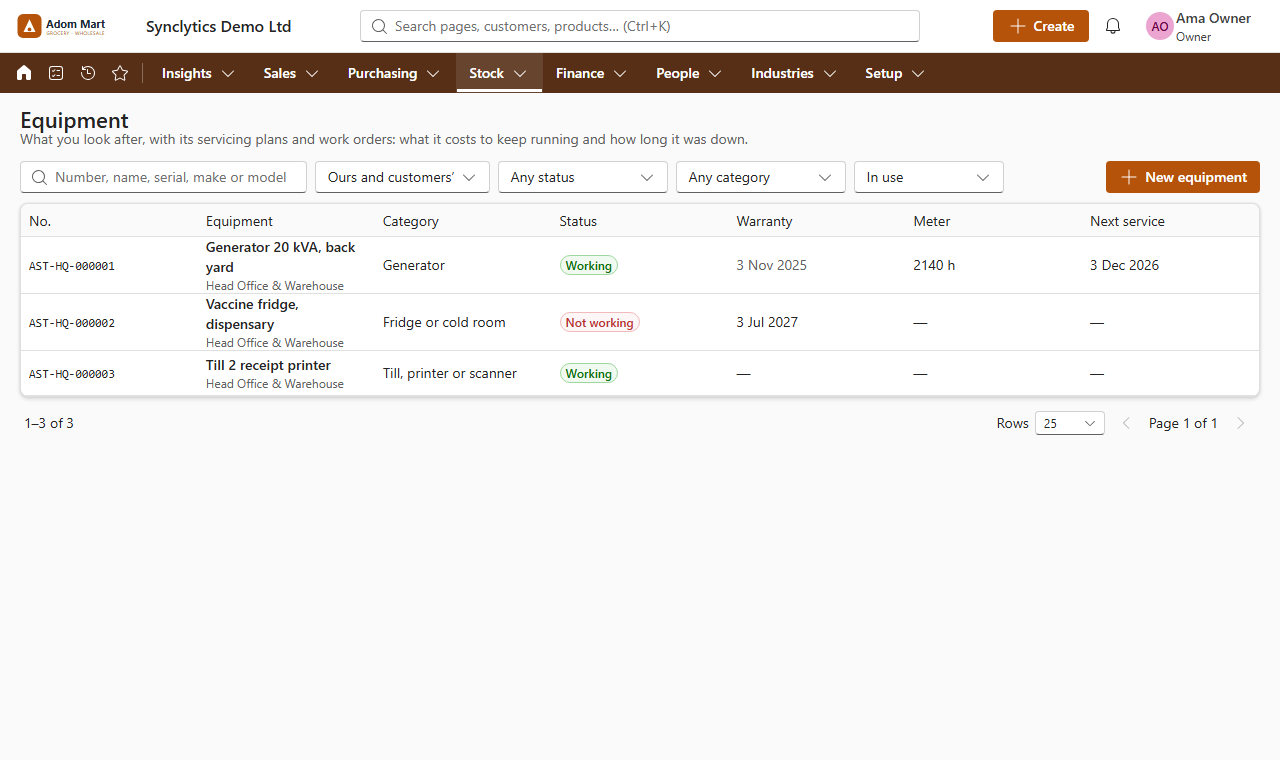 Adom Mart
GROCERY · WHOLESALE
Synclytics Demo Ltd
Search pages, customers, products... (Ctrl+K)
Create
AO
Ama Owner
Owner
Insights
Sales
Purchasing
Stock
Finance
People
Industries
Setup
Equipment
What you look after, with its servicing plans and work orders: what it costs to keep running and how long it was down.
Number, name, serial, make or model
Ours and customers’
Any status
Any category
In use
New equipment
No. Equipment Category Status Warranty Meter Next service
AST-HQ-000001 Generator 20 kVA, back yard Head Office & Warehouse Generator Working 3 Nov 2025 2140 h 3 Dec 2026
AST-HQ-000002 Vaccine fridge, dispensary Head Office & Warehouse Fridge or cold room Not working 3 Jul 2027 — —
AST-HQ-000003 Till 2 receipt printer Head Office & Warehouse Till, printer or scanner Working — — —
1–3 of 3
Rows 25
Page 1 of 1